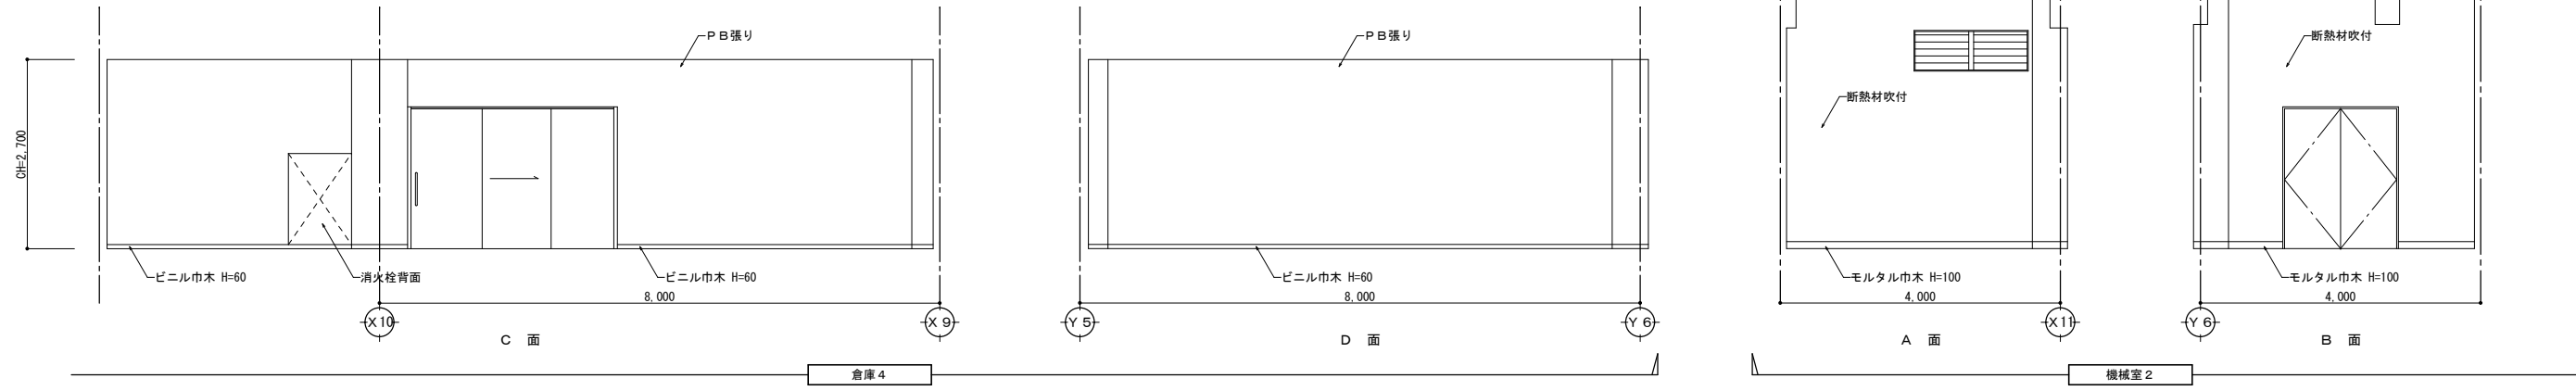 ＰＢ張り
CH=2,700
ビニル巾木 H=60
消火栓背面
ビニル巾木 H=60
8,000
X10
X9
Ｃ　面
ＰＢ張り
ビニル巾木 H=60
8,000
Y5
Y6
Ｄ　面
倉庫４
断熱材吹付
モルタル巾木 H=100
4,000
X11
Ａ　面
断熱材吹付
モルタル巾木 H=100
4,000
Y6
Ｂ　面
機械室２